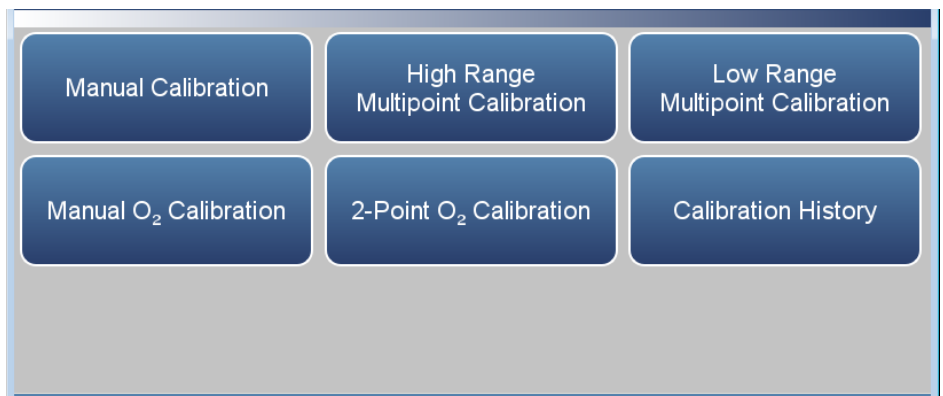 Manual Calibration
High Range
Multipoint Calibration
Low Range
Multipoint Calibration
Manual O₂ Calibration
2-Point O₂ Calibration
Calibration History